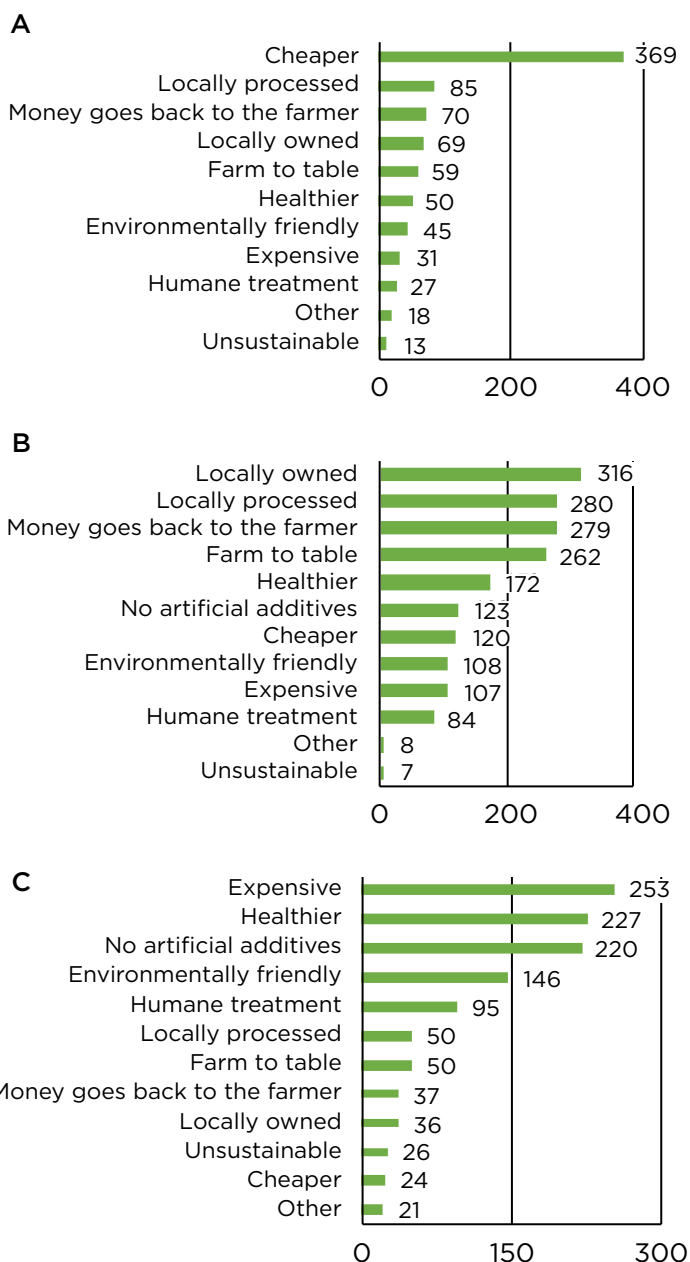 A
Cheaper 369
Locally processed 85
Money goes back to the farmer 70
Locally owned 69
Farm to table 59
Healthier 50
Environmentally friendly 45
Expensive 31
Humane treatment 27
Other 18
Unsustainable 13
0 200 400
B
Locally owned 316
Locally processed 280
Money goes back to the farmer 279
Farm to table 262
Healthier 172
No artificial additives 123
Cheaper 120
Environmentally friendly 108
Expensive 107
Humane treatment 84
Other 8
Unsustainable 7
0 200 400
C
Expensive 253
Healthier 227
No artificial additives 220
Environmentally friendly 146
Humane treatment 95
Locally processed 50
Farm to table 50
Money goes back to the farmer 37
Locally owned 36
Unsustainable 26
Cheaper 24
Other 21
0 150 300